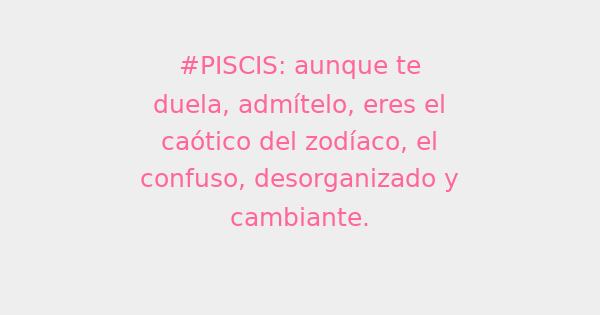 #PISCIS: aunque te
duela, admítelo, eres el
caótico del zodíaco, el
confuso, desorganizado y
cambiante.